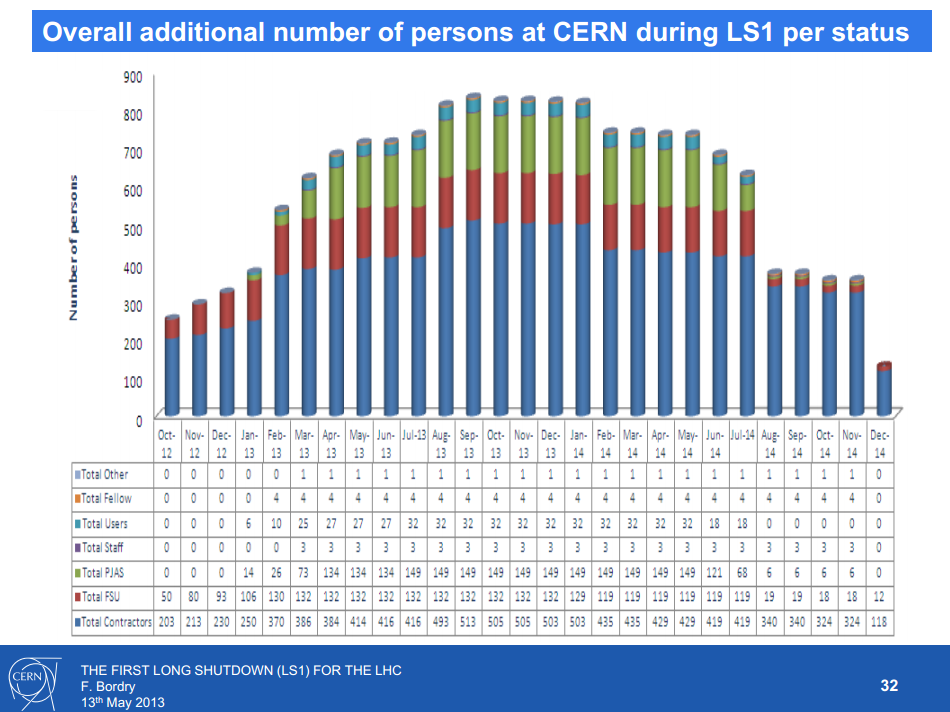 Overall additional number of persons at CERN during LS1 per status
900
800
700
600
500
400
300
200
100
0
Number of persons
Oct-12 Nov-12 Dec-12 Jan-13 Feb-13 Mar-13 Apr-13 May-13 Jun-13 Jul-13 Aug-13 Sep-13 Oct-13 Nov-13 Dec-13 Jan-14 Feb-14 Mar-14 Apr-14 May-14 Jun-14 Jul-14 Aug-14 Sep-14 Oct-14 Nov-14 Dec-14
Total Other 0 0 0 0 0 1 1 1 1 1 1 1 1 1 1 1 1 1 1 1 1 1 1 1 1 1 0
Total Fellow 0 0 0 0 4 4 4 4 4 4 4 4 4 4 4 4 4 4 4 4 4 4 4 4 4 4 0
Total Users 0 0 0 6 10 25 27 27 27 32 32 32 32 32 32 32 32 32 32 32 18 18 0 0 0 0 0
Total Staff 0 0 0 0 0 3 3 3 3 3 3 3 3 3 3 3 3 3 3 3 3 3 3 3 3 3 0
Total PJAS 0 0 0 14 26 73 134 134 134 149 149 149 149 149 149 149 149 149 149 149 121 68 6 6 6 6 0
Total FSU 50 80 93 106 130 132 132 132 132 132 132 132 132 132 132 129 119 119 119 119 119 119 19 19 18 18 12
Total Contractors 203 213 230 250 370 386 384 414 416 416 493 513 505 505 503 503 435 435 429 429 419 419 340 340 324 324 118
CERN
THE FIRST LONG SHUTDOWN (LS1) FOR THE LHC
F. Bordry
13th May 2013
32